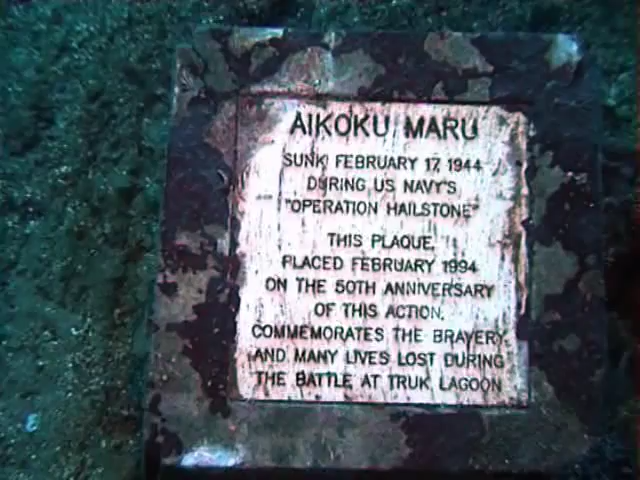 AIKOKU MARU
SUNK FEBRUARY 17, 1944
DURING US NAVY'S
"OPERATION HAILSTONE"
THIS PLAQUE,
PLACED FEBRUARY 1994
ON THE 50TH ANNIVERSARY
OF THIS ACTION,
COMMEMORATES THE BRAVERY
AND MANY LIVES LOST DURING
THE BATTLE AT TRUK LAGOON